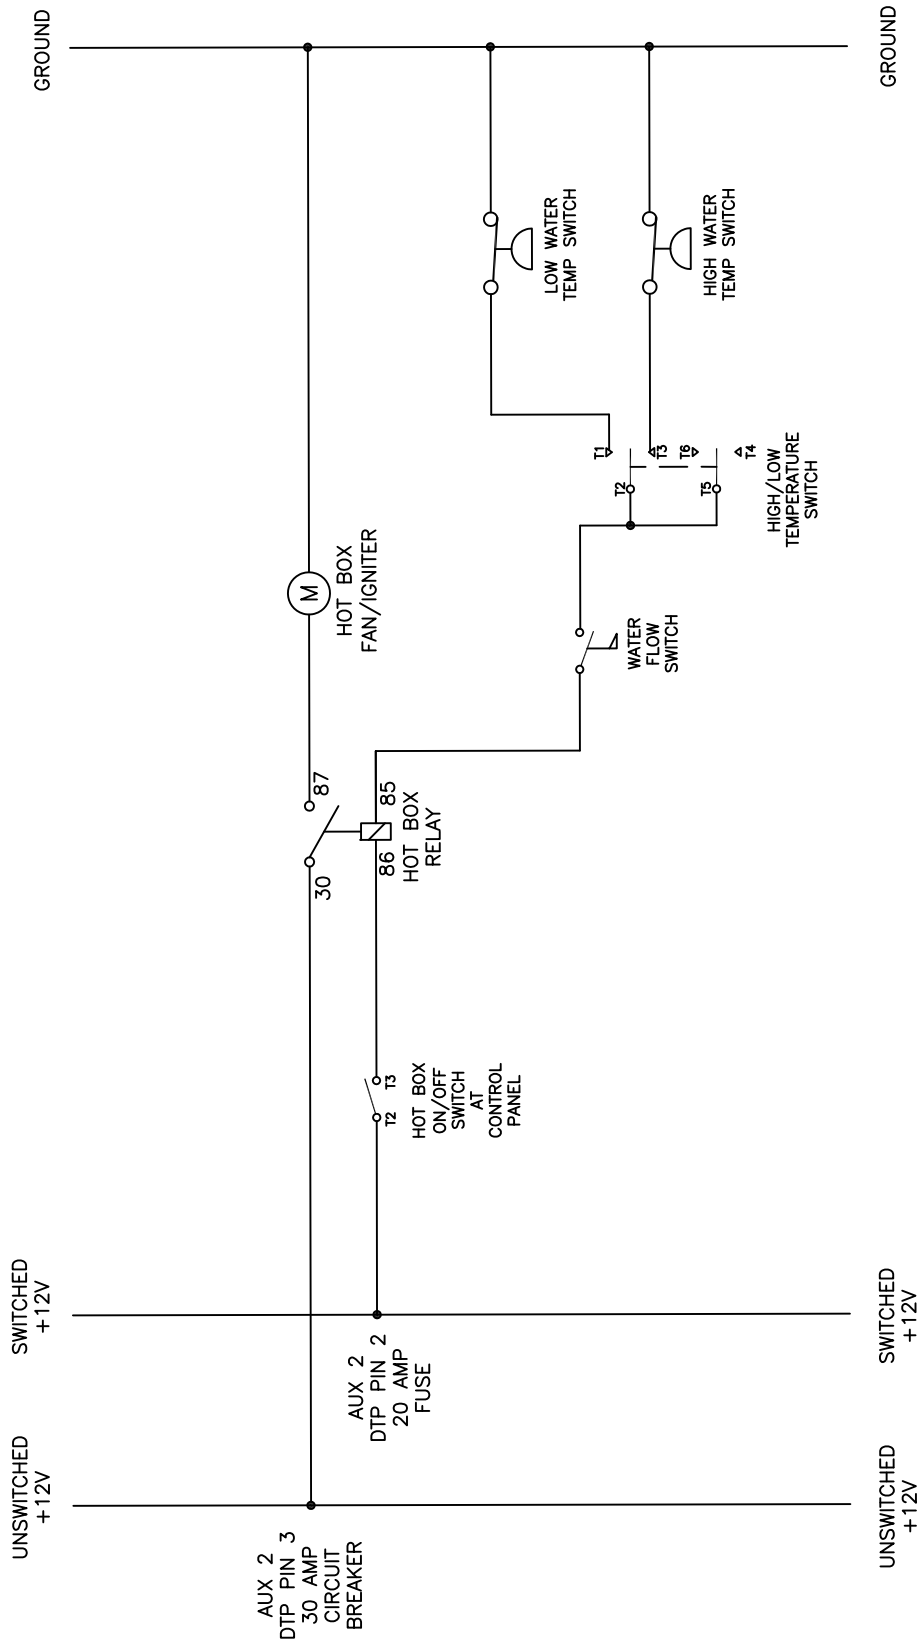 UNSWITCHED
+12V
SWITCHED
+12V
GROUND
AUX 2
DTP PIN 3
30 AMP
CIRCUIT
BREAKER
30
87
M
HOT BOX
FAN/IGNITER
AUX 2
DTP PIN 2
20 AMP
FUSE
T2
T3
HOT BOX
ON/OFF
SWITCH
AT
CONTROL
PANEL
86
85
HOT BOX
RELAY
WATER
FLOW
SWITCH
LOW WATER
TEMP SWITCH
T1
T2
T3
T6
T5
T4
HIGH/LOW
TEMPERATURE
SWITCH
HIGH WATER
TEMP SWITCH
UNSWITCHED
+12V
SWITCHED
+12V
GROUND